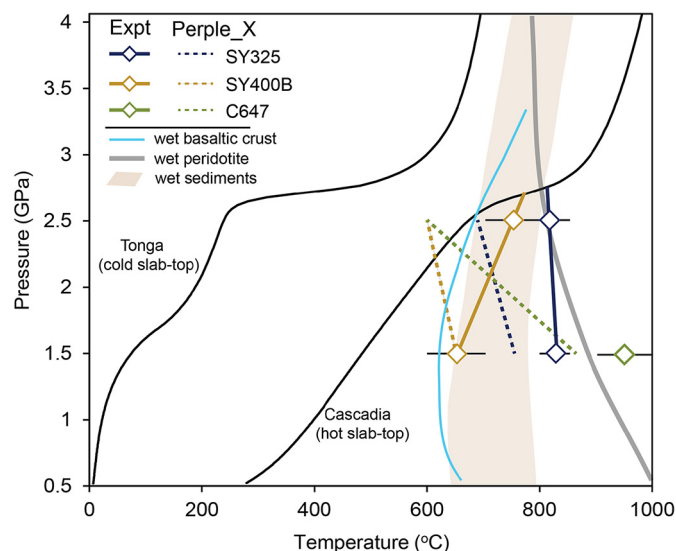 Expt Perple_X
SY325
SY400B
C647
wet basaltic crust
wet peridotite
wet sediments
Tonga
(cold slab-top)
Cascadia
(hot slab-top)
Pressure (GPa)
4
3.5
3
2.5
2
1.5
1
0.5
0 200 400 600 800 1000
Temperature (oC)